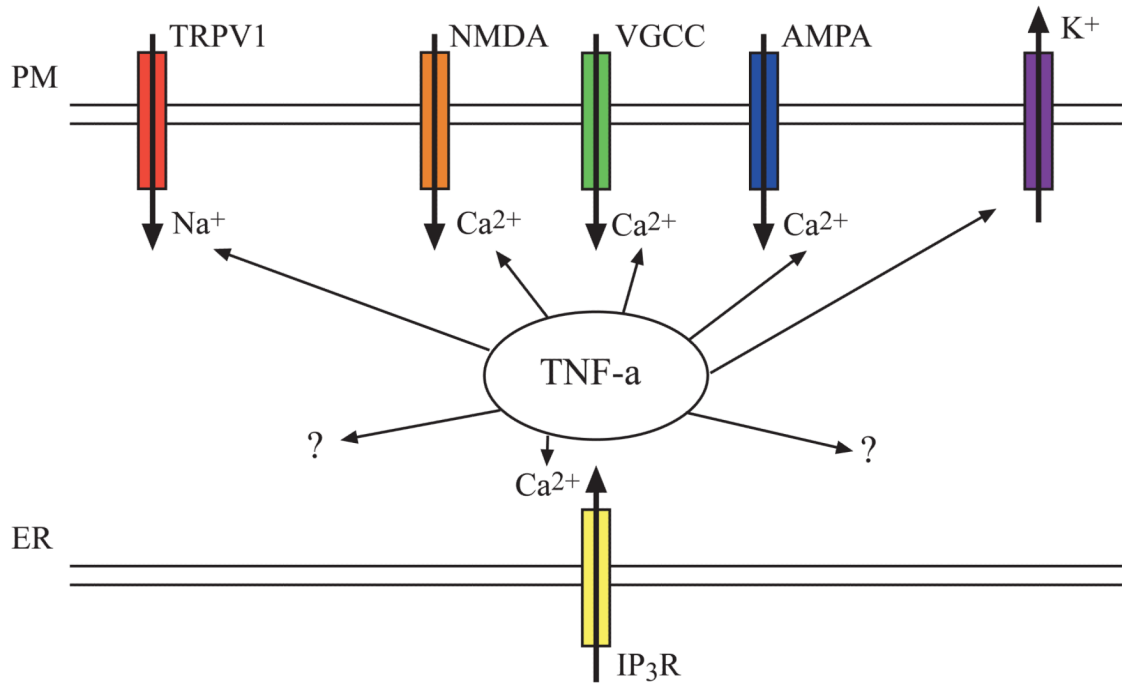 TRPV1 NMDA VGCC AMPA K+
PM
Na+ Ca2+ Ca2+ Ca2+
TNF-a
? ?
Ca2+
ER
IP3R